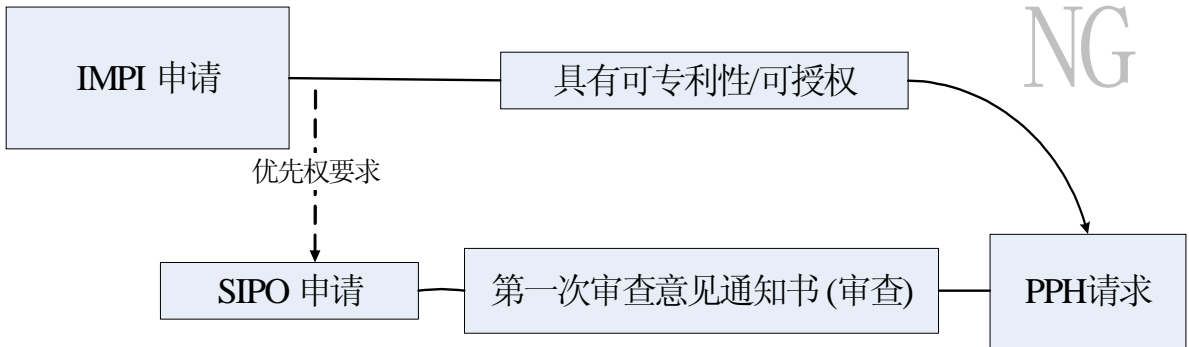 NG
IMPI 申请
具有可专利性/可授权
优先权要求
SIPO 申请
第一次审查意见通知书 (审查)
PPH请求